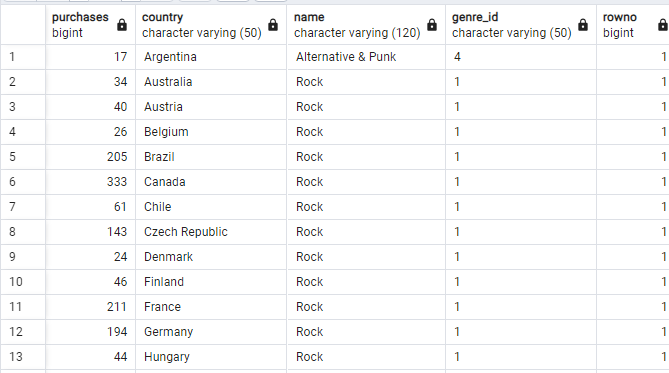 purchases country name genre_id rowno
bigint character varying (50) character varying (120) character varying (50) bigint
1 17 Argentina Alternative & Punk 4 1
2 34 Australia Rock 1 1
3 40 Austria Rock 1 1
4 26 Belgium Rock 1 1
5 205 Brazil Rock 1 1
6 333 Canada Rock 1 1
7 61 Chile Rock 1 1
8 143 Czech Republic Rock 1 1
9 24 Denmark Rock 1 1
10 46 Finland Rock 1 1
11 211 France Rock 1 1
12 194 Germany Rock 1 1
13 44 Hungary Rock 1 1